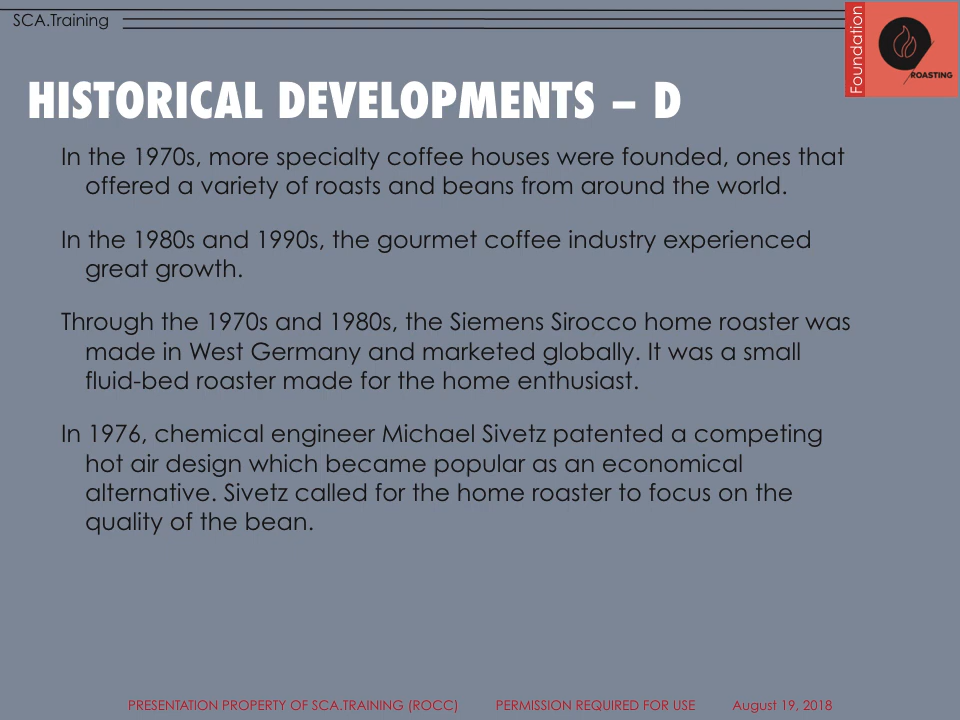 SCA.Training
Foundation
ROASTING
HISTORICAL DEVELOPMENTS – D
In the 1970s, more specialty coffee houses were founded, ones that
offered a variety of roasts and beans from around the world.
In the 1980s and 1990s, the gourmet coffee industry experienced
great growth.
Through the 1970s and 1980s, the Siemens Sirocco home roaster was
made in West Germany and marketed globally. It was a small
fluid-bed roaster made for the home enthusiast.
In 1976, chemical engineer Michael Sivetz patented a competing
hot air design which became popular as an economical
alternative. Sivetz called for the home roaster to focus on the
quality of the bean.
PRESENTATION PROPERTY OF SCA.TRAINING (ROCC) PERMISSION REQUIRED FOR USE August 19, 2018